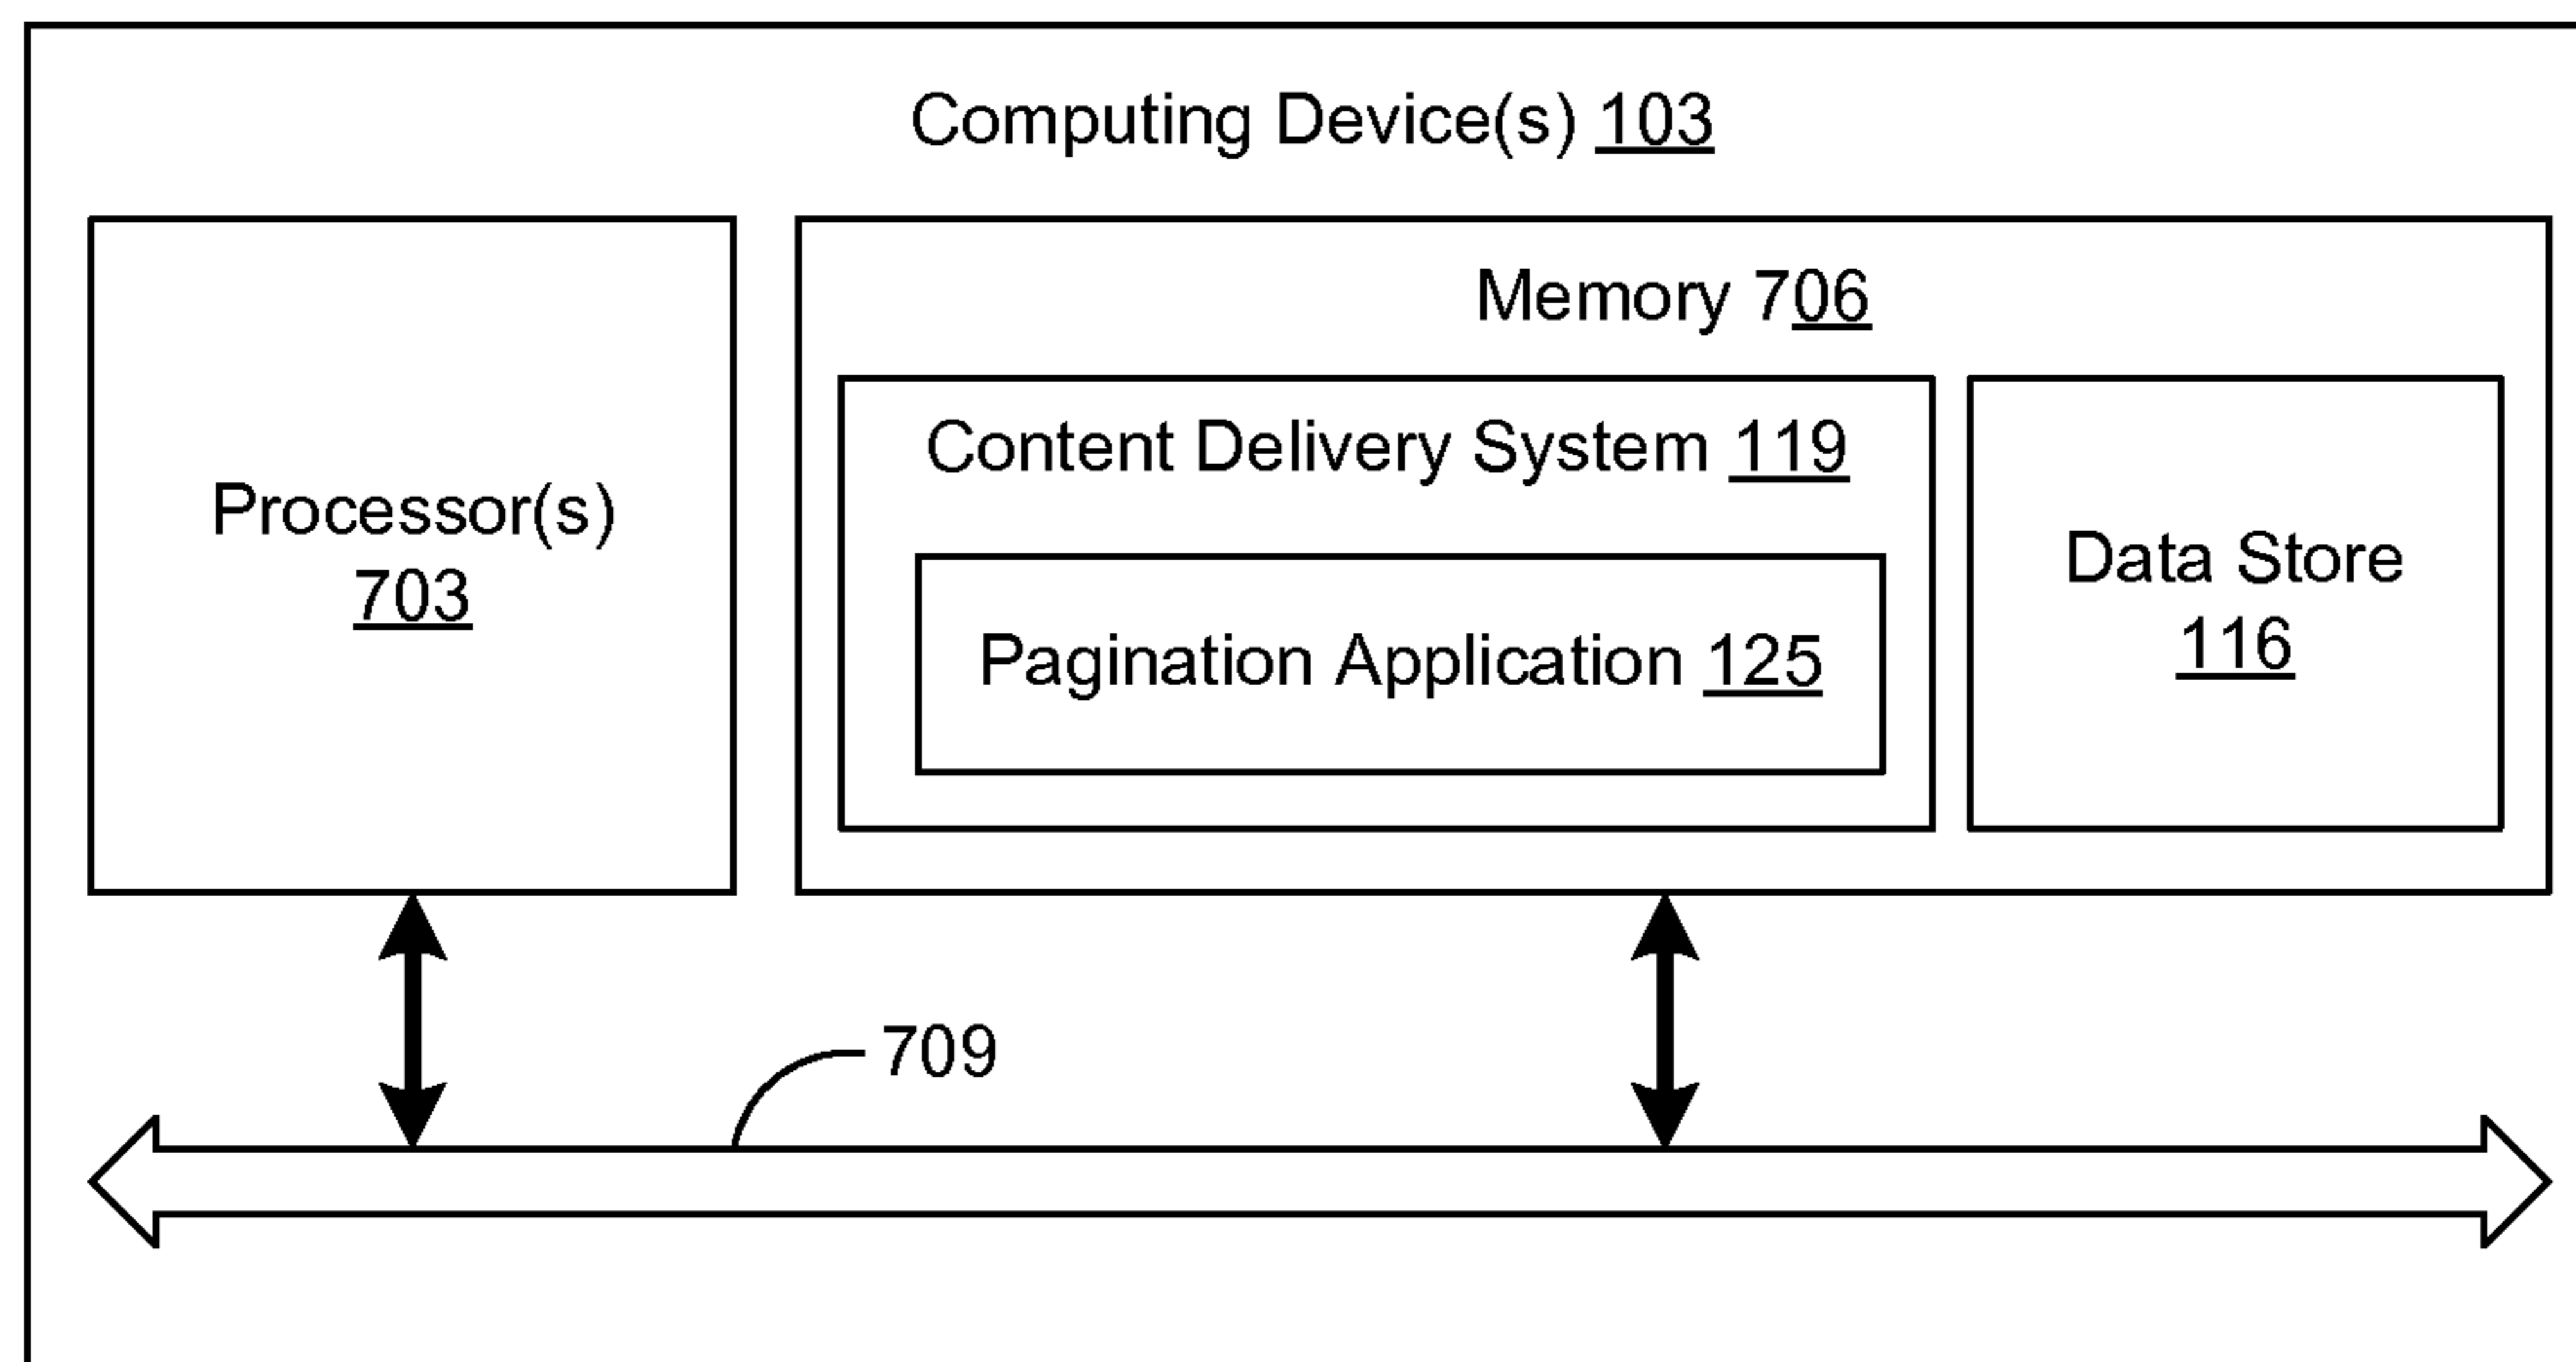 Computing Device(s) 103
Memory 706
Content Delivery System 119
Processor(s)
703
Data Store
116
Pagination Application 125
709